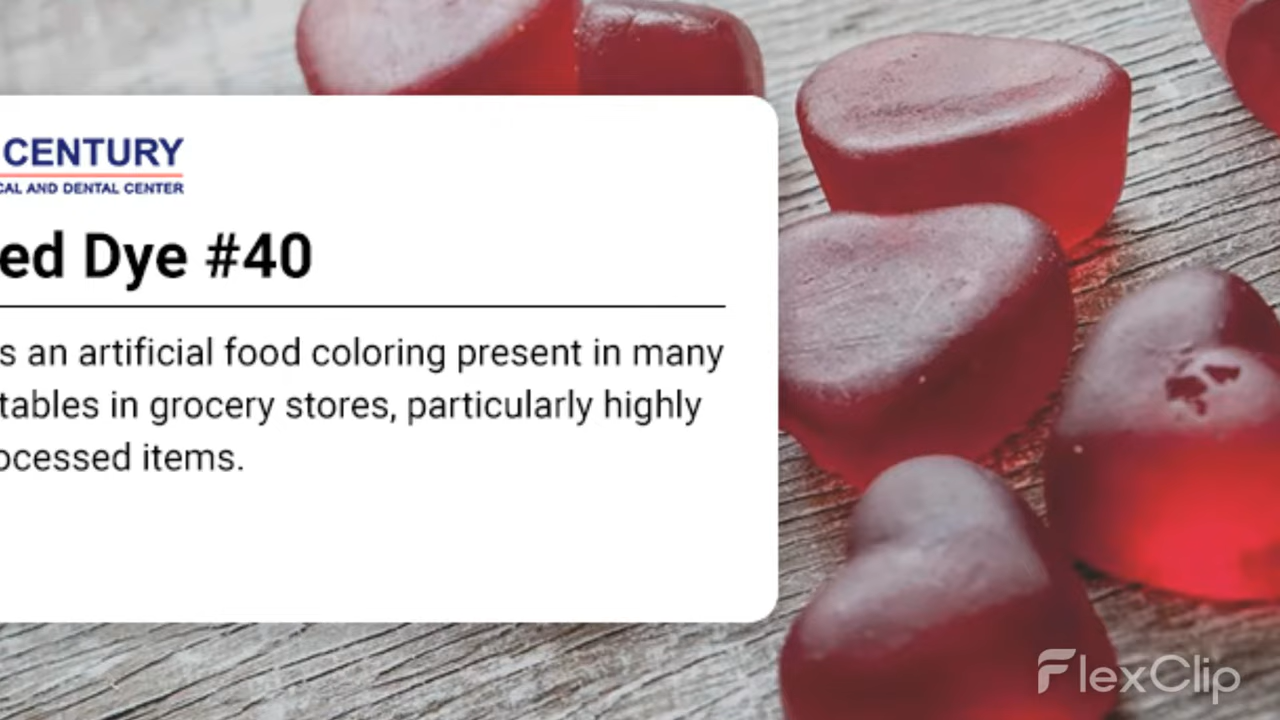 CENTURY
CAL AND DENTAL CENTER
ed Dye #40
s an artificial food coloring present in many
tables in grocery stores, particularly highly
ocessed items.
FlexClip